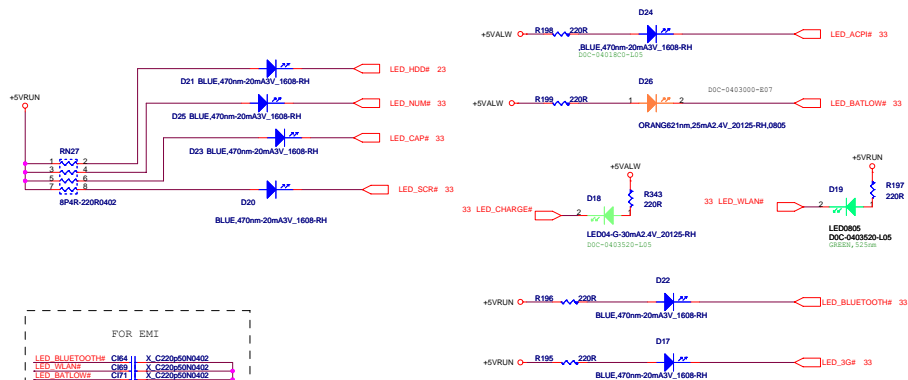 D24
+5VALW
R198
220R
LED_ACPI# 33
BLUE,470nm-20mA3V_1608-RH
D0C-04018C0-L05
LED_HDD# 23
D21 BLUE,470nm-20mA3V_1608-RH
D26
D0C-0403000-E07
+5VRUN
LED_NUM# 33
D25 BLUE,470nm-20mA3V_1608-RH
+5VALW
R199
220R
1
2
LED_BATLOW# 33
ORANG621nm,25mA2.4V_20125-RH,0805
LED_CAP# 33
D23 BLUE,470nm-20mA3V_1608-RH
RN27
1 2
3 4
5 6
7 8
8P4R-220R0402
LED_SCR# 33
D20
BLUE,470nm-20mA3V_1608-RH
+5VALW
R343
220R
D18
33 LED_CHARGE#
2
LED04-G-30mA2.4V_20125-RH
D0C-0403520-L05
+5VRUN
R197
220R
D19
33 LED_WLAN#
2
LED0805
D0C-0403520-L05
GREEN,525nm
D22
+5VRUN
R196
220R
LED_BLUETOOTH# 33
BLUE,470nm-20mA3V_1608-RH
FOR EMI
LED_BLUETOOTH# CI64 X_C220p50N0402
LED_WLAN# CI69 X_C220p50N0402
LED_BATLOW# CI71 X_C220p50N0402
D17
+5VRUN
R195
220R
LED_3G# 33
BLUE,470nm-20mA3V_1608-RH